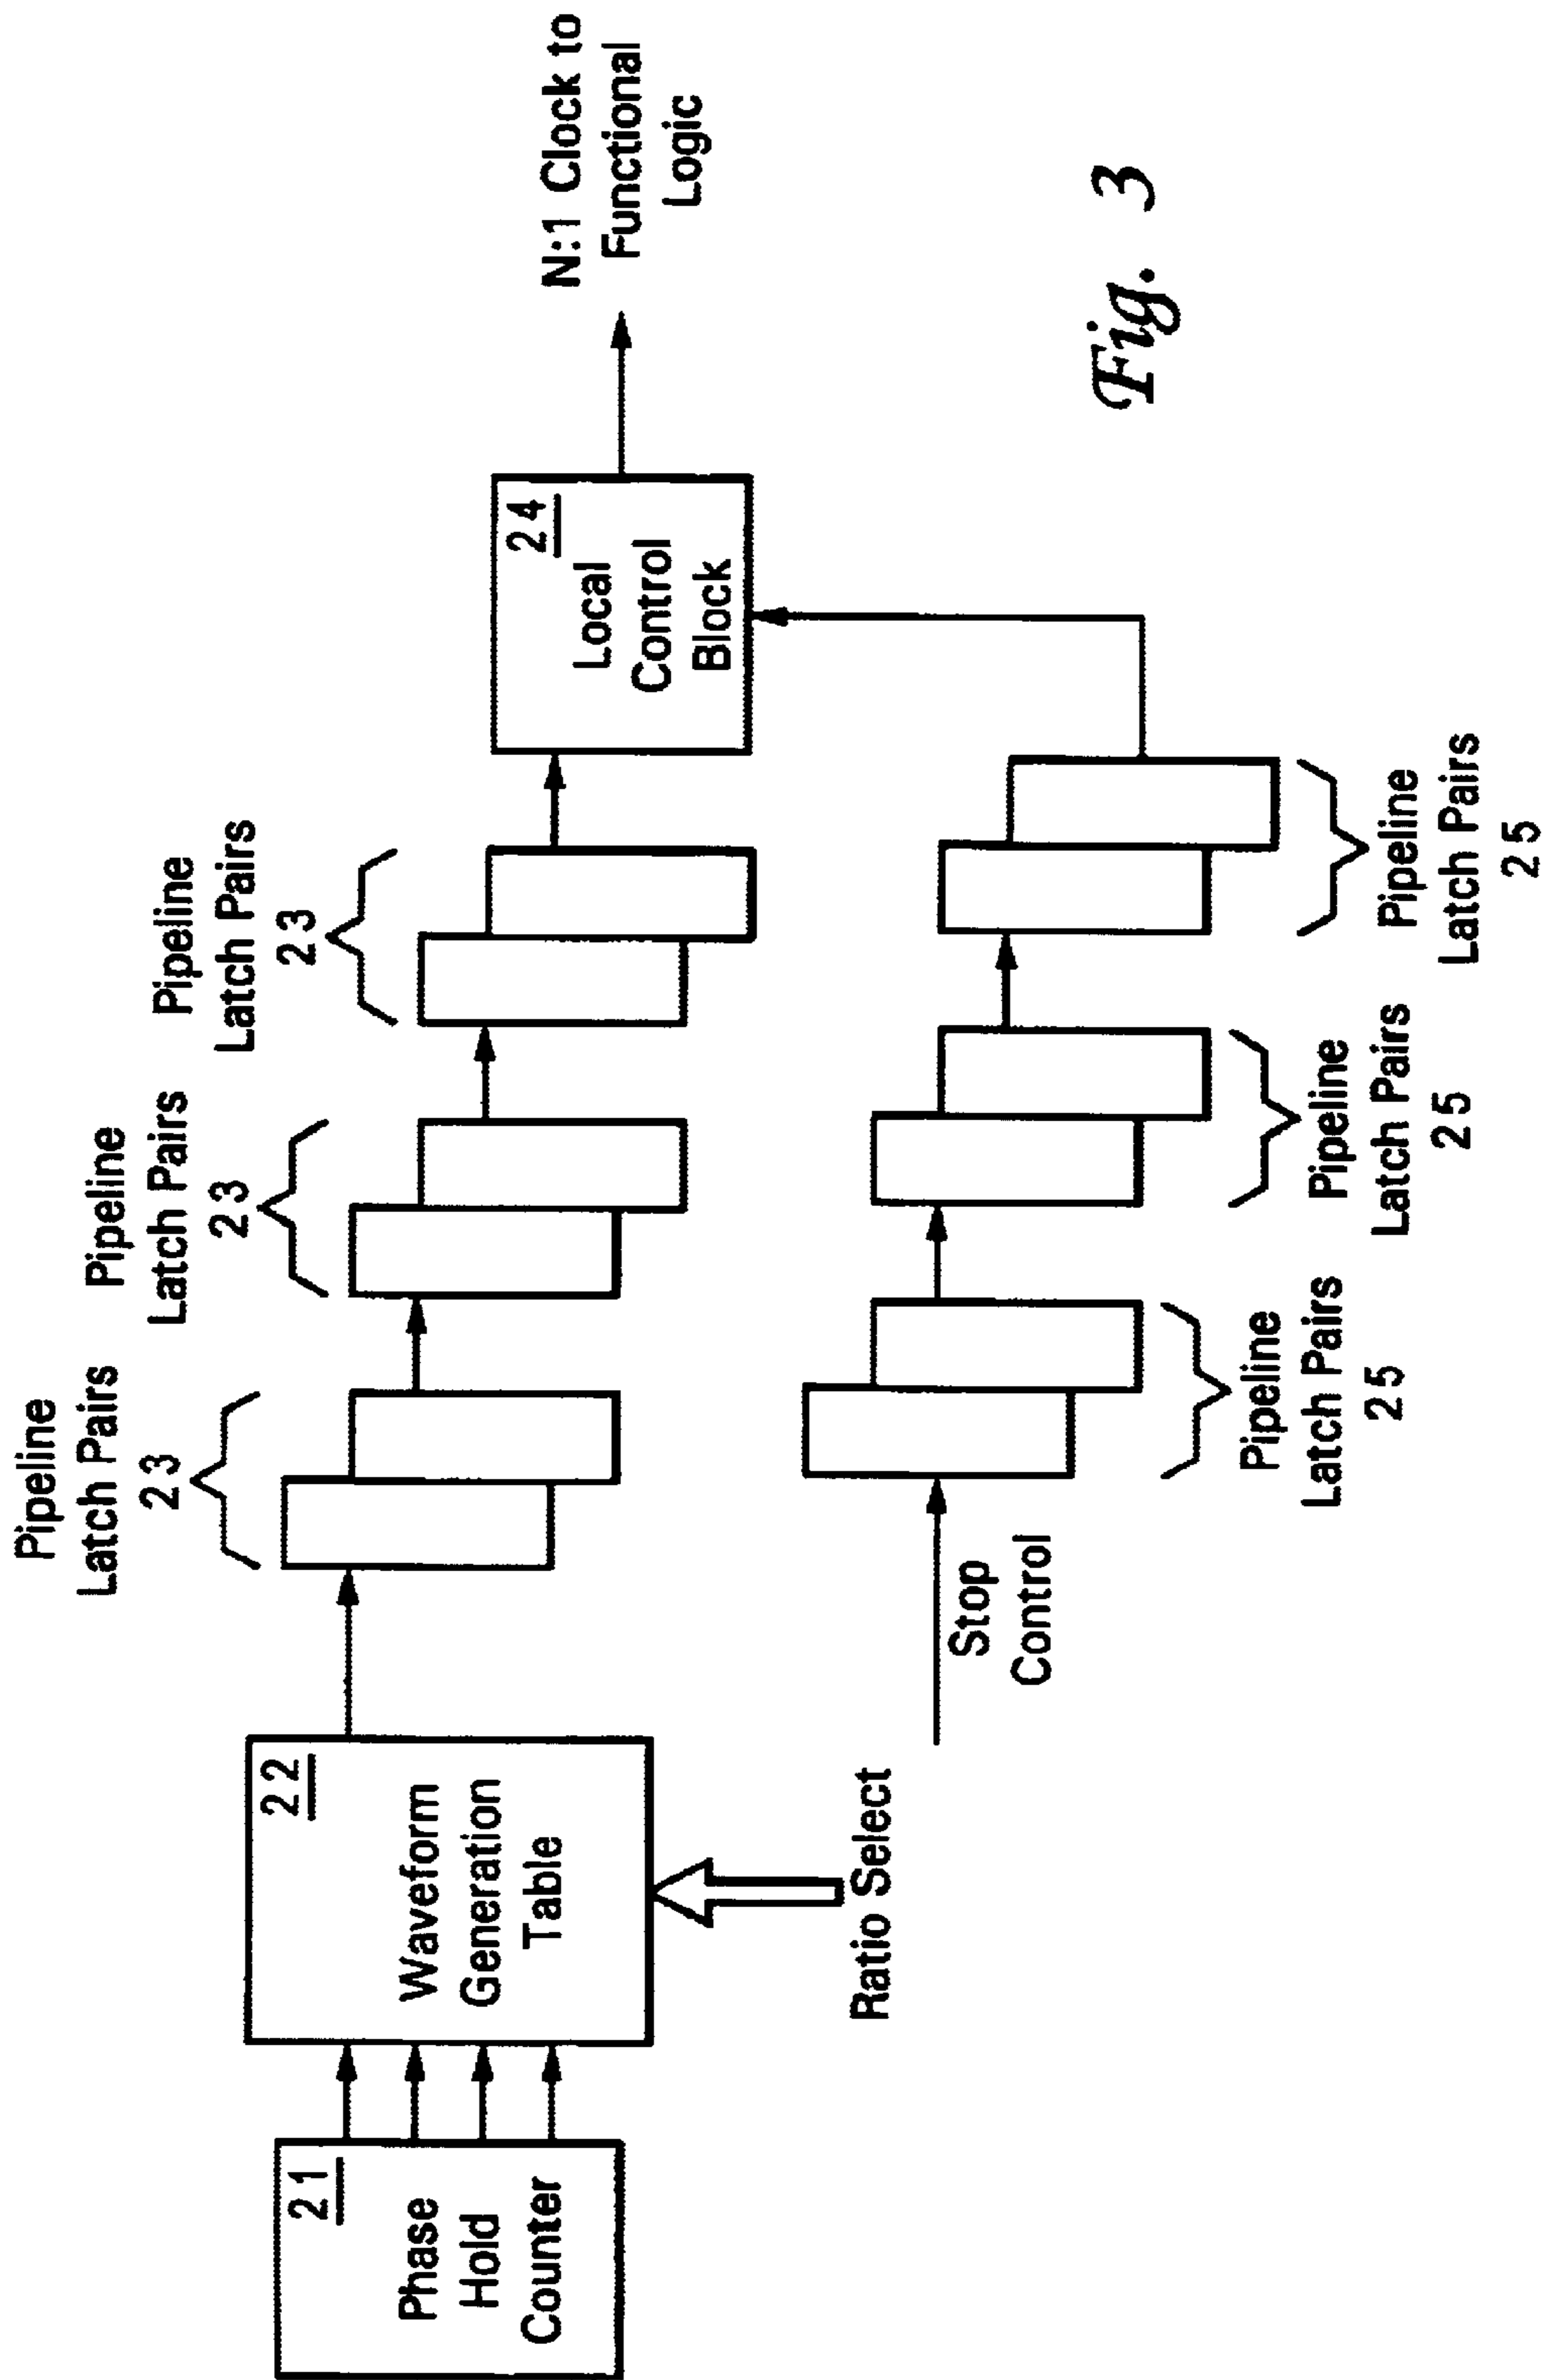 21
Phase
Hold
Counter
22
Waveform
Generation
Table
Ratio Select
Pipeline
Latch Pairs
23
Pipeline
Latch Pairs
23
Pipeline
Latch Pairs
23
24
Local
Control
Block
N:1 Clock to
Functional
Logic
Stop
Control
Pipeline
Latch Pairs
25
Pipeline
Latch Pairs
25
Pipeline
Latch Pairs
25
Fig. 3